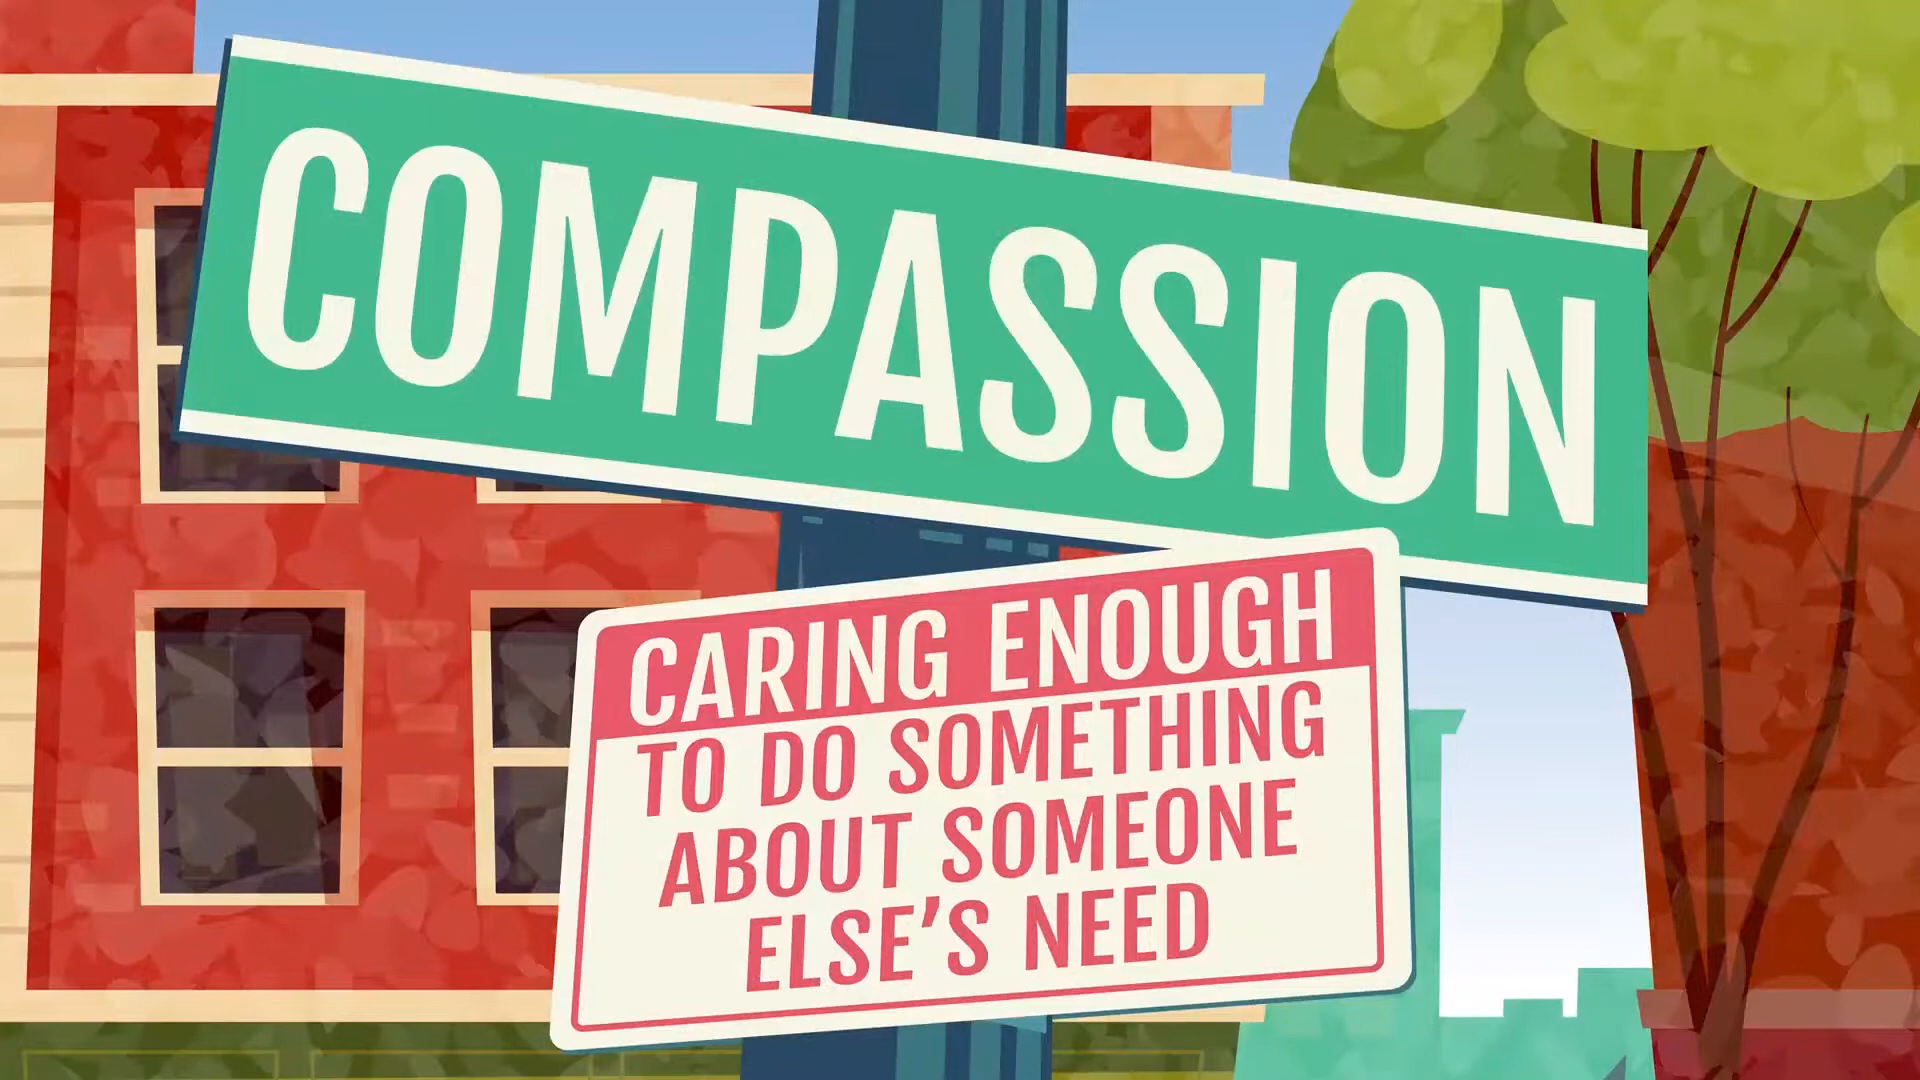 COMPASSION
CARING ENOUGH
TO DO SOMETHING
ABOUT SOMEONE
ELSE'S NEED